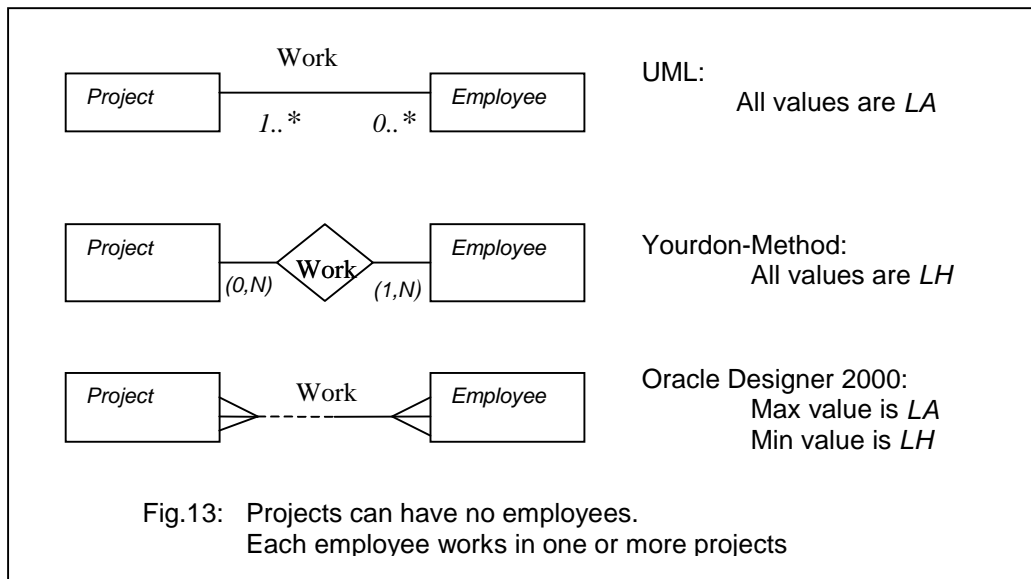 Work
UML:
Project
Employee
All values are LA
1..*
0..*
Project
Employee
Yourdon-Method:
Work
All values are LH
(0,N)
(1,N)
Project
Work
Employee
Oracle Designer 2000:
Max value is LA
Min value is LH
Fig.13: Projects can have no employees.
Each employee works in one or more projects